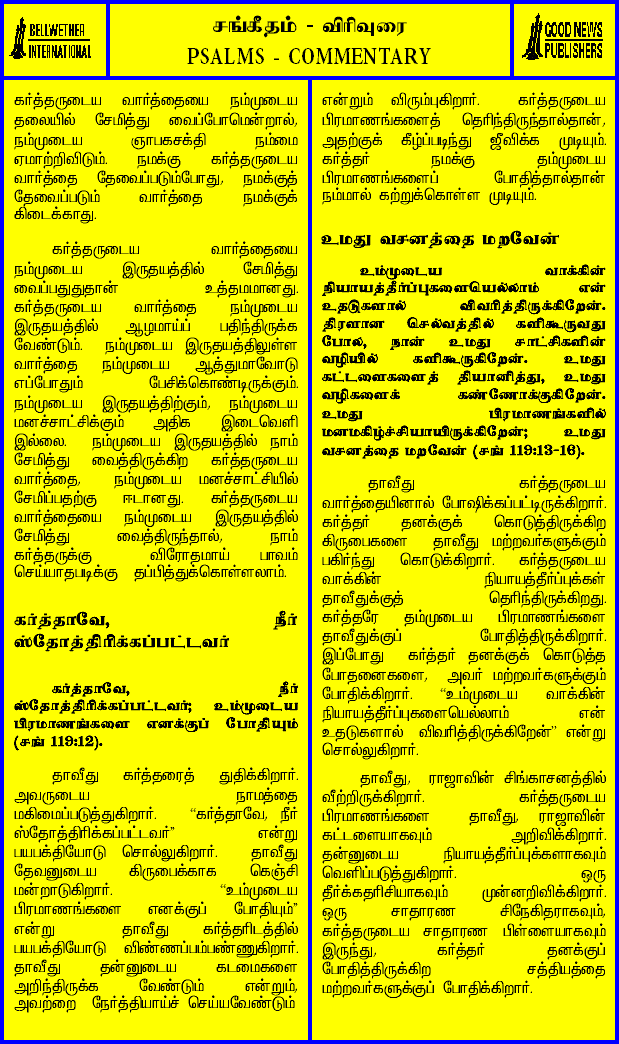 BELLWETHER
INTERNATIONAL
சங்கீதம் - விரிவுரை
PSALMS - COMMENTARY
GOOD NEWS
PUBLISHERS
கர்த்தருடைய வார்த்தையை நம்முடைய
தலையில் சேமித்து வைப்போமென்றால்,
நம்முடைய ஞாபகசக்தி நம்மை
ஏமாற்றிவிடும். நமக்கு கர்த்தருடைய
வார்த்தை தேவைப்படும்போது, நமக்குத்
தேவைப்படும் வார்த்தை நமக்குக்
கிடைக்காது.
கர்த்தருடைய வார்த்தையை
நம்முடைய இருதயத்தில் சேமித்து
வைப்பதுதுதான் உத்தமமானது.
கர்த்தருடைய வார்த்தை நம்முடைய
இருதயத்தில் ஆழமாய்ப் பதிந்திருக்க
வேண்டும். நம்முடைய இருதயத்திலுள்ள
வார்த்தை நம்முடைய ஆத்துமாவோடு
எப்போதும் பேசிக்கொண்டிருக்கும்.
நம்முடைய இருதயத்திற்கும், நம்முடைய
மனச்சாட்சிக்கும் அதிக இடைவெளி
இல்லை. நம்முடைய இருதயத்தில் நாம்
சேமித்து வைத்திருக்கிற கர்த்தருடைய
வார்த்தை, நம்முடைய மனச்சாட்சியில்
சேமிப்பதற்கு ஈடானது. கர்த்தருடைய
வார்த்தையை நம்முடைய இருதயத்தில்
சேமித்து வைத்திருந்தால், நாம்
கர்த்தருக்கு விரோதமாய் பாவம்
செய்யாதபடிக்கு தப்பித்துக்கொள்ளலாம்.
கர்த்தாவே, நீர்
ஸ்தோத்திரிக்கப்பட்டவர்
கர்த்தாவே, நீர்
ஸ்தோத்திரிக்கப்பட்டவர்; உம்முடைய
பிரமாணங்களை எனக்குப் போதியும்
(சங் 119:12).
தாவீது கர்த்தரைத் துதிக்கிறார்.
அவருடைய நாமத்தை
மகிமைப்படுத்துகிறார். “கர்த்தாவே, நீர்
ஸ்தோத்திரிக்கப்பட்டவர்” என்று
பயபக்தியோடு சொல்லுகிறார். தாவீது
தேவனுடைய கிருபைக்காக கெஞ்சி
மன்றாடுகிறார். “உம்முடைய
பிரமாணங்களை எனக்குப் போதியும்”
என்று தாவீது கர்த்தரிடத்தில்
பயபக்தியோடு விண்ணப்பம்பண்ணுகிறார்.
தாவீது தன்னுடைய கடமைகளை
அறிந்திருக்க வேண்டும் என்றும்,
அவற்றை நேர்த்தியாய்ச் செய்யவேண்டும்
என்றும் விரும்புகிறார். கர்த்தருடைய
பிரமாணங்களைத் தெரிந்திருந்தால்தான்,
அதற்குக் கீழ்ப்படிந்து ஜீவிக்க முடியும்.
கர்த்தர் நமக்கு தம்முடைய
பிரமாணங்களைப் போதித்தால்தான்
நம்மால் கற்றுக்கொள்ள முடியும்.
உமது வசனத்தை மறவேன்
உம்முடைய வாக்கின்
நியாயத்தீர்ப்புகளையெல்லாம் என்
உதடுகளால் விவரித்திருக்கிறேன்.
திரளான செல்வத்தில் களிகூருவது
போல, நான் உமது சாட்சிகளின்
வழியில் களிகூருகிறேன். உமது
கட்டளைகளைத் தியானித்து, உமது
வழிகளைக் கண்ணோக்குகிறேன்.
உமது பிரமாணங்களில்
மனமகிழ்ச்சியாயிருக்கிறேன்; உமது
வசனத்தை மறவேன் (சங் 119:13-16).
தாவீது கர்த்தருடைய
வார்த்தையினால் போஷிக்கப்பட்டிருக்கிறார்.
கர்த்தர் தனக்குக் கொடுத்திருக்கிற
கிருபைகளை தாவீது மற்றவர்களுக்கும்
பகிர்ந்து கொடுக்கிறார். கர்த்தருடைய
வாக்கின் நியாயத்தீர்ப்புக்கள்
தாவீதுக்குத் தெரிந்திருக்கிறது.
கர்த்தரே தம்முடைய பிரமாணங்களை
தாவீதுக்குப் போதித்திருக்கிறார்.
இப்போது கர்த்தர் தனக்குக் கொடுத்த
போதனைகளை, அவர் மற்றவர்களுக்கும்
போதிக்கிறார். “உம்முடைய வாக்கின்
நியாயத்தீர்ப்புகளையெல்லாம் என்
உதடுகளால் விவரித்திருக்கிறேன்” என்று
சொல்லுகிறார்.
தாவீது, ராஜாவின் சிங்காசனத்தில்
வீற்றிருக்கிறார். கர்த்தருடைய
பிரமாணங்களை தாவீது, ராஜாவின்
கட்டளையாகவும் அறிவிக்கிறார்.
தன்னுடைய நியாயத்தீர்ப்புக்களாகவும்
வெளிப்படுத்துகிறார். ஒரு
தீர்க்கதரிசியாகவும் முன்னறிவிக்கிறார்.
ஒரு சாதாரண சிநேகிதராகவும்,
கர்த்தருடைய சாதாரண பிள்ளையாகவும்
இருந்து, கர்த்தர் தனக்குப்
போதித்திருக்கிற சத்தியத்தை
மற்றவர்களுக்குப் போதிக்கிறார்.